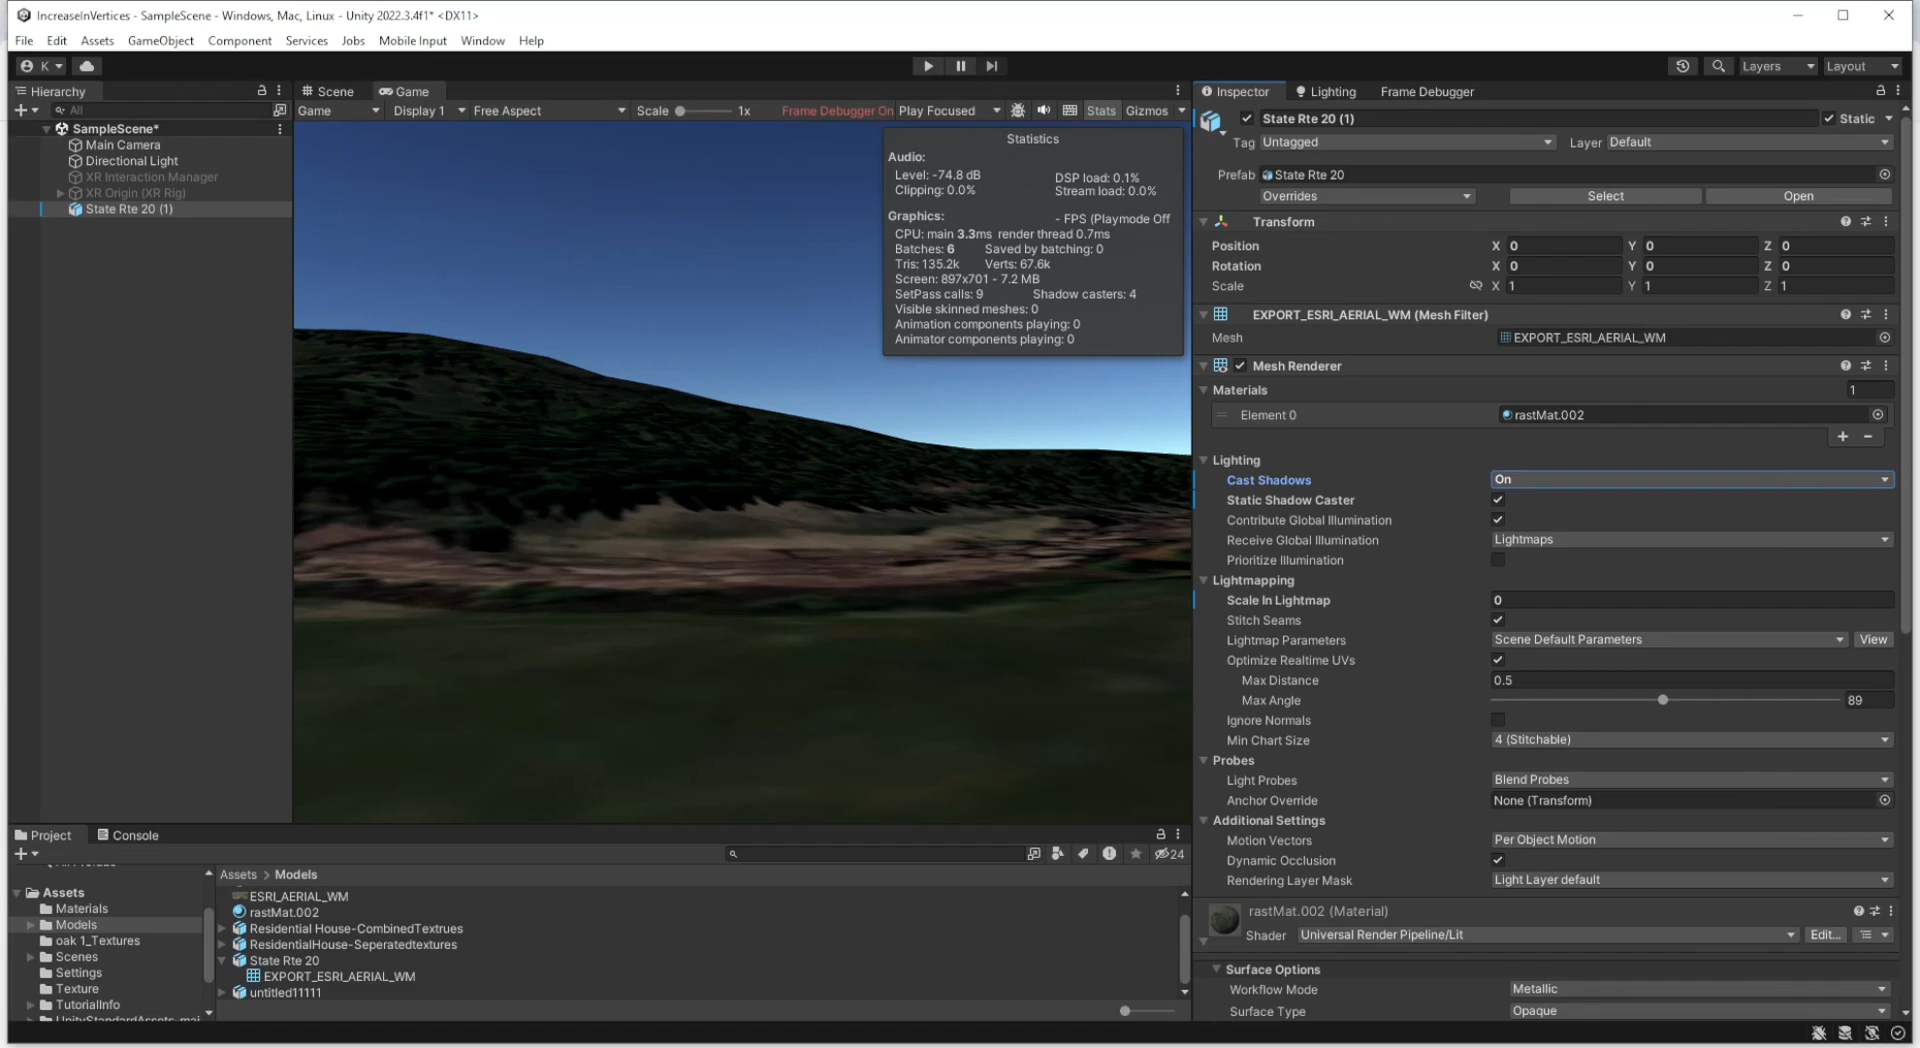 IncreaseInVertices - SampleScene - Windows, Mac, Linux - Unity 2022.3.4f1* <DX11>
File Edit Assets GameObject Component Services Jobs Mobile Input Window Help
K Layers Layout
Hierarchy
All
SampleScene*
Main Camera
Directional Light
XR Interaction Manager
XR Origin (XR Rig)
State Rte 20 (1)
Scene Game
Game Display 1 Free Aspect Scale 1x Frame Debugger On Play Focused Stats Gizmos
Statistics
Audio:
Level: -74.8 dB DSP load: 0.1%
Clipping: 0.0% Stream load: 0.0%
Graphics: - FPS (Playmode Off
CPU: main 3.3ms render thread 0.7ms
Batches: 6 Saved by batching: 0
Tris: 135.2k Verts: 67.6k
Screen: 897x701 - 7.2 MB
SetPass calls: 9 Shadow casters: 4
Visible skinned meshes: 0
Animation components playing: 0
Animator components playing: 0
Inspector Lighting Frame Debugger
State Rte 20 (1) Static
Tag Untagged Layer Default
Prefab State Rte 20
Overrides Select Open
Transform
Position X 0 Y 0 Z 0
Rotation X 0 Y 0 Z 0
Scale X 1 Y 1 Z 1
EXPORT_ESRI_AERIAL_WM (Mesh Filter)
Mesh EXPORT_ESRI_AERIAL_WM
Mesh Renderer
Materials 1
Element 0 rastMat.002
Lighting
Cast Shadows On
Static Shadow Caster
Contribute Global Illumination
Receive Global Illumination Lightmaps
Prioritize Illumination
Lightmapping
Scale In Lightmap 0
Stitch Seams
Lightmap Parameters Scene Default Parameters View
Optimize Realtime UVs
Max Distance 0.5
Max Angle 89
Ignore Normals
Min Chart Size 4 (Stitchable)
Probes
Light Probes Blend Probes
Anchor Override None (Transform)
Additional Settings
Motion Vectors Per Object Motion
Dynamic Occlusion
Rendering Layer Mask Light Layer default
rastMat.002 (Material)
Shader Universal Render Pipeline/Lit Edit...
Surface Options
Workflow Mode Metallic
Surface Type Opaque
Project Console
24
Assets
Materials
Models
oak 1_Textures
Scenes
Settings
Texture
TutorialInfo
UnityStandardAssets-mai
Assets > Models
ESRI_AERIAL_WM
rastMat.002
Residential House-CombinedTextrues
ResidentialHouse-Seperatedtextures
State Rte 20
EXPORT_ESRI_AERIAL_WM
untitled11111